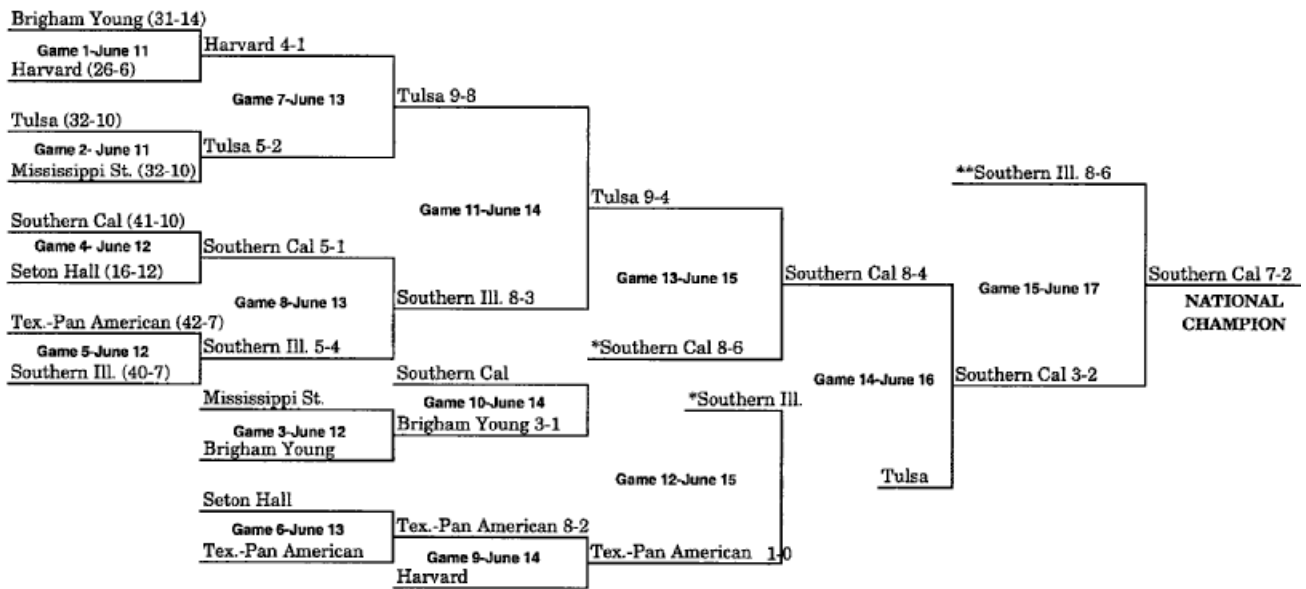 Brigham Young (31-14)
Game 1-June 11
Harvard (26-6)
Harvard 4-1
Game 7-June 13
Tulsa 9-8
Tulsa (32-10)
Game 2- June 11
Mississippi St. (32-10)
Tulsa 5-2
Game 11-June 14
Tulsa 9-4
**Southern Ill. 8-6
Southern Cal (41-10)
Game 4- June 12
Seton Hall (16-12)
Southern Cal 5-1
Game 8-June 13
Southern Ill. 8-3
Tex.-Pan American (42-7)
Game 5-June 12
Southern Ill. (40-7)
Southern Ill. 5-4
Game 13-June 15
Southern Cal 8-4
*Southern Cal 8-6
Game 15-June 17
Southern Cal 7-2
NATIONAL
CHAMPION
Southern Cal
Game 10-June 14
Brigham Young 3-1
Mississippi St.
Game 3-June 12
Brigham Young
*Southern Ill.
Game 14-June 16
Southern Cal 3-2
Tulsa
Game 12-June 15
Seton Hall
Game 6-June 13
Tex.-Pan American
Tex.-Pan American 8-2
Game 9-June 14
Harvard
Tex.-Pan American 1-0